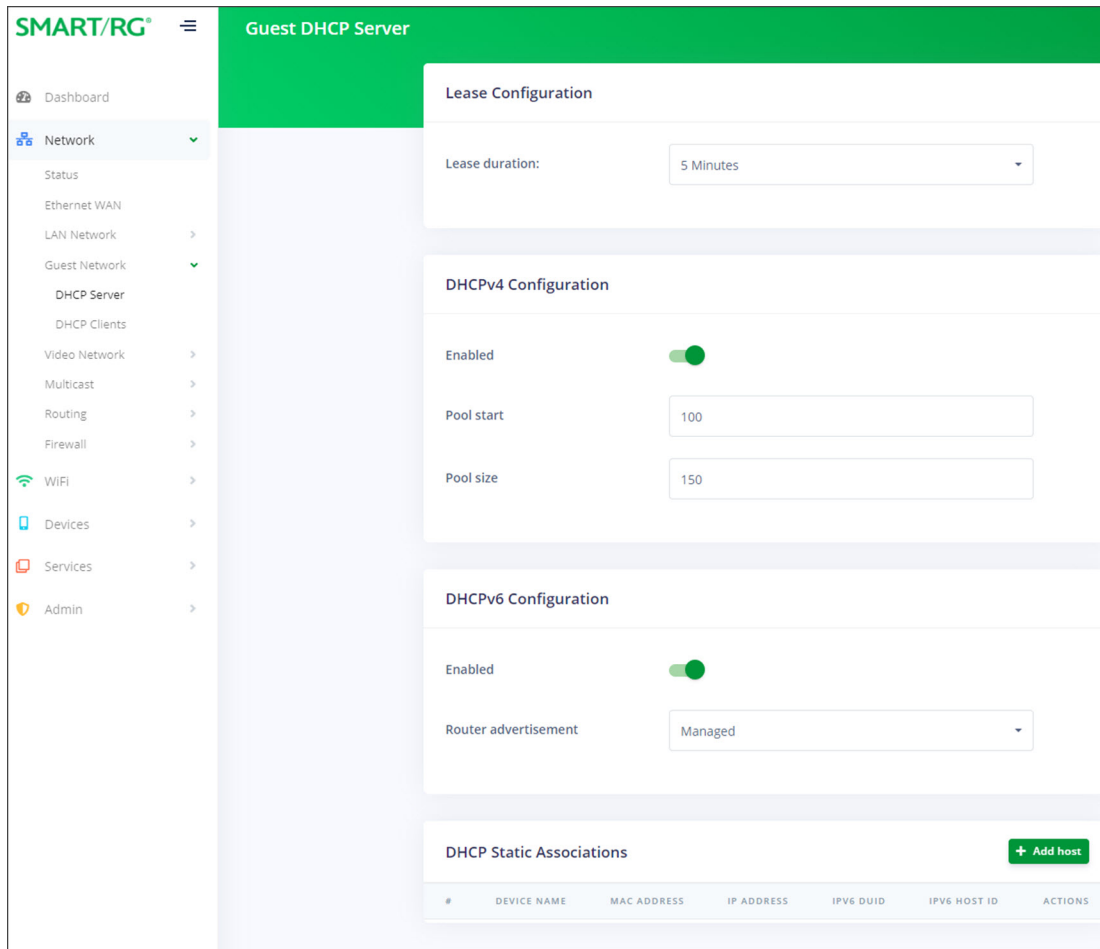 SMART/RG®
Guest DHCP Server
Dashboard
Network
Status
Ethernet WAN
LAN Network
Guest Network
DHCP Server
DHCP Clients
Video Network
Multicast
Routing
Firewall
WiFi
Devices
Services
Admin
Lease Configuration
Lease duration: 5 Minutes
DHCPv4 Configuration
Enabled
Pool start 100
Pool size 150
DHCPv6 Configuration
Enabled
Router advertisement Managed
DHCP Static Associations + Add host
# DEVICE NAME MAC ADDRESS IP ADDRESS IPV6 DUID IPV6 HOST ID ACTIONS